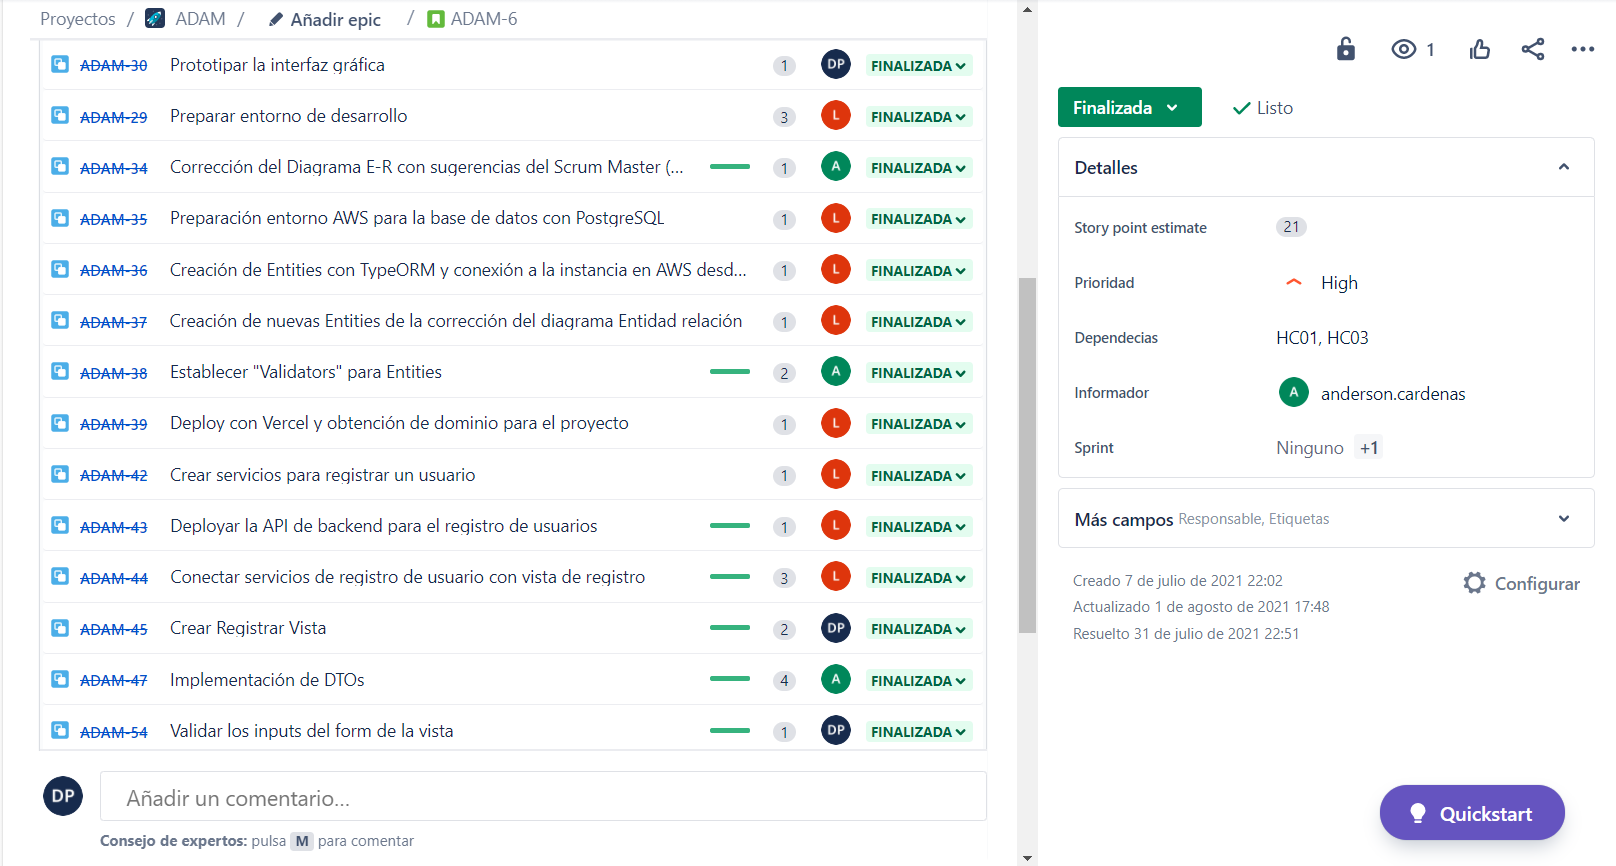 Proyectos / ADAM / Añadir epic / ADAM-6
ADAM-30 Prototipar la interfaz gráfica 1 DP FINALIZADA
ADAM-29 Preparar entorno de desarrollo 3 L FINALIZADA
ADAM-34 Corrección del Diagrama E-R con sugerencias del Scrum Master (... 1 A FINALIZADA
ADAM-35 Preparación entorno AWS para la base de datos con PostgreSQL 1 L FINALIZADA
ADAM-36 Creación de Entities con TypeORM y conexión a la instancia en AWS desd... 1 L FINALIZADA
ADAM-37 Creación de nuevas Entities de la corrección del diagrama Entidad relación 1 L FINALIZADA
ADAM-38 Establecer "Validators" para Entities 2 A FINALIZADA
ADAM-39 Deploy con Vercel y obtención de dominio para el proyecto 1 L FINALIZADA
ADAM-42 Crear servicios para registrar un usuario 1 L FINALIZADA
ADAM-43 Deployar la API de backend para el registro de usuarios 1 L FINALIZADA
ADAM-44 Conectar servicios de registro de usuario con vista de registro 3 L FINALIZADA
ADAM-45 Crear Registrar Vista 2 DP FINALIZADA
ADAM-47 Implementación de DTOs 4 A FINALIZADA
ADAM-54 Validar los inputs del form de la vista 1 DP FINALIZADA
DP Añadir un comentario...
Consejo de expertos: pulsa M para comentar
1
Finalizada Listo
Detalles
Story point estimate 21
Prioridad High
Dependecias HC01, HC03
Informador A anderson.cardenas
Sprint Ninguno +1
Más campos Responsable, Etiquetas
Creado 7 de julio de 2021 22:02 Configurar
Actualizado 1 de agosto de 2021 17:48
Resuelto 31 de julio de 2021 22:51
Quickstart